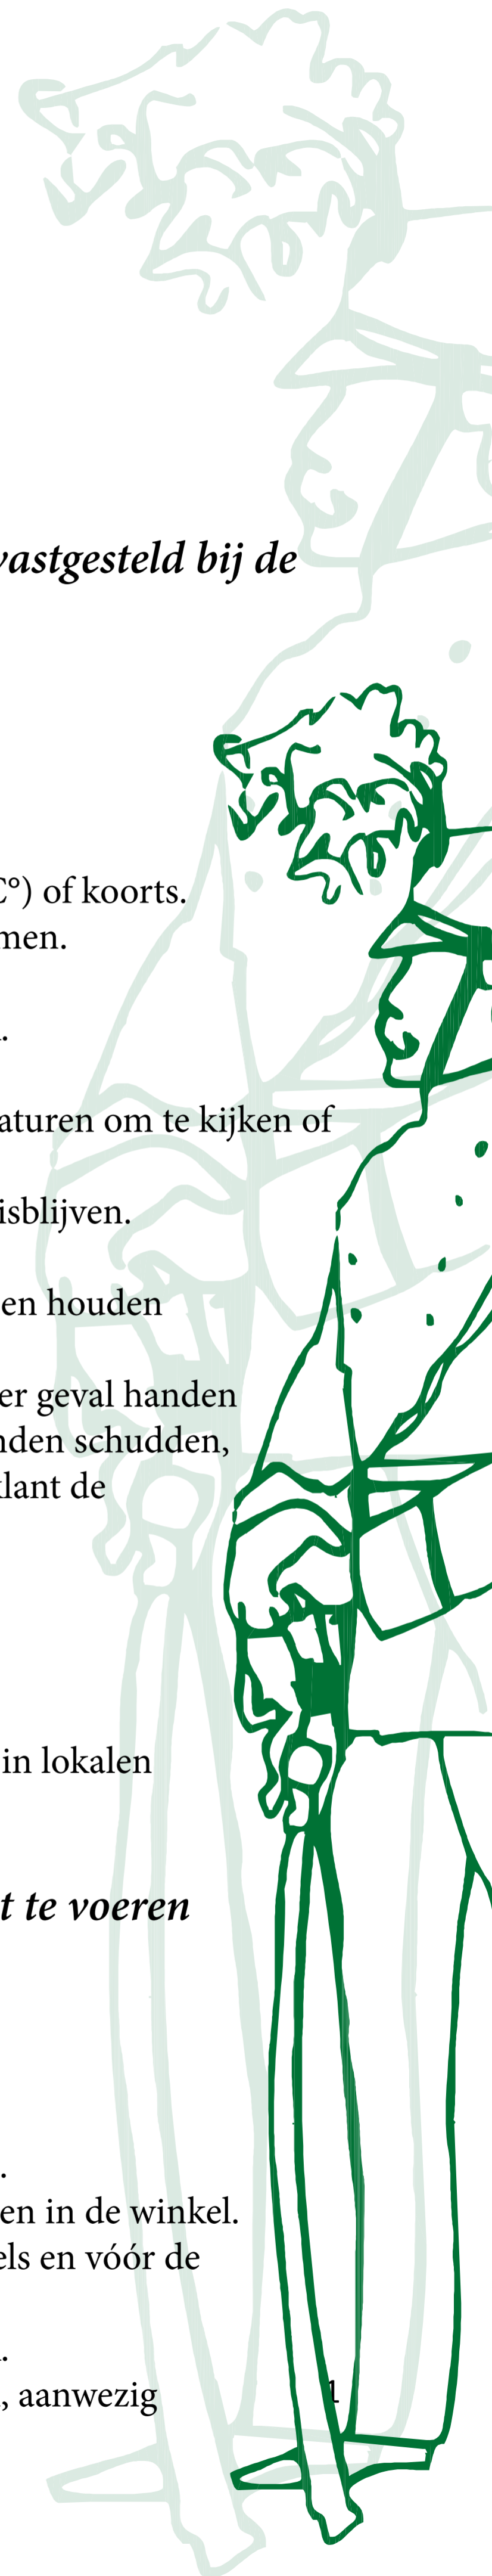 vastgesteld bij de
C°) of koorts.
men.
.
aturen om te kijken of
isblijven.
en houden
er geval handen
nden schudden,
klant de
in lokalen
t te voeren
.
en in de winkel.
els en vóór de
.
, aanwezig
1